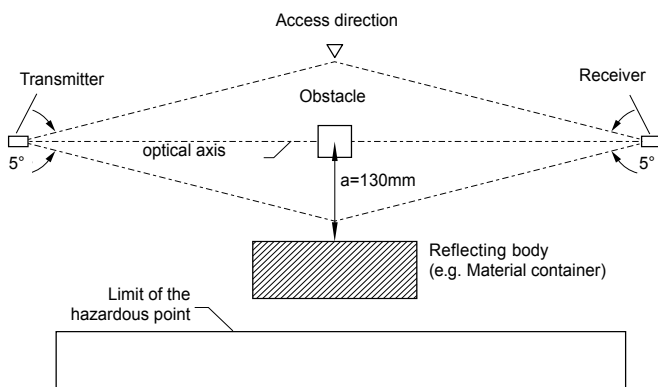 Access direction
Transmitter
Receiver
Obstacle
optical axis
5°
5°
a=130mm
Reflecting body
(e.g. Material container)
Limit of the
hazardous point